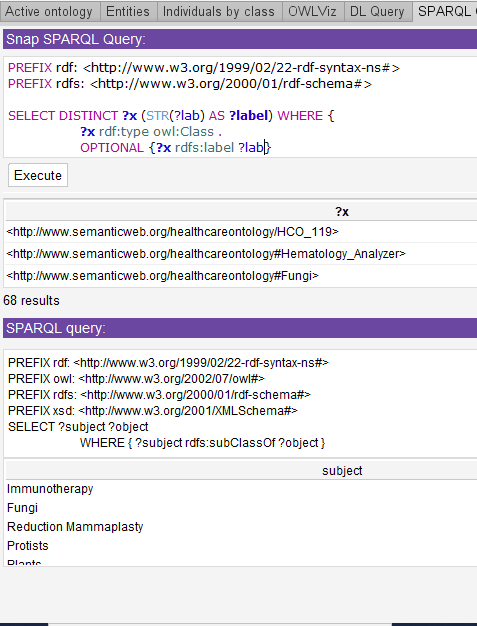 Active ontology Entities Individuals by class OWLViz DL Query SPARQL
Snap SPARQL Query:
PREFIX rdf: <http://www.w3.org/1999/02/22-rdf-syntax-ns#>
PREFIX rdfs: <http://www.w3.org/2000/01/rdf-schema#>
SELECT DISTINCT ?x (STR(?lab) AS ?label) WHERE {
?x rdf:type owl:Class .
OPTIONAL {?x rdfs:label ?lab}
Execute
?x
<http://www.semanticweb.org/healthcareontology/HCO_119>
<http://www.semanticweb.org/healthcareontology#Hematology_Analyzer>
<http://www.semanticweb.org/healthcareontology#Fungi>
68 results
SPARQL query:
PREFIX rdf: <http://www.w3.org/1999/02/22-rdf-syntax-ns#>
PREFIX owl: <http://www.w3.org/2002/07/owl#>
PREFIX rdfs: <http://www.w3.org/2000/01/rdf-schema#>
PREFIX xsd: <http://www.w3.org/2001/XMLSchema#>
SELECT ?subject ?object
WHERE { ?subject rdfs:subClassOf ?object }
subject
Immunotherapy
Fungi
Reduction Mammaplasty
Protists
Plants